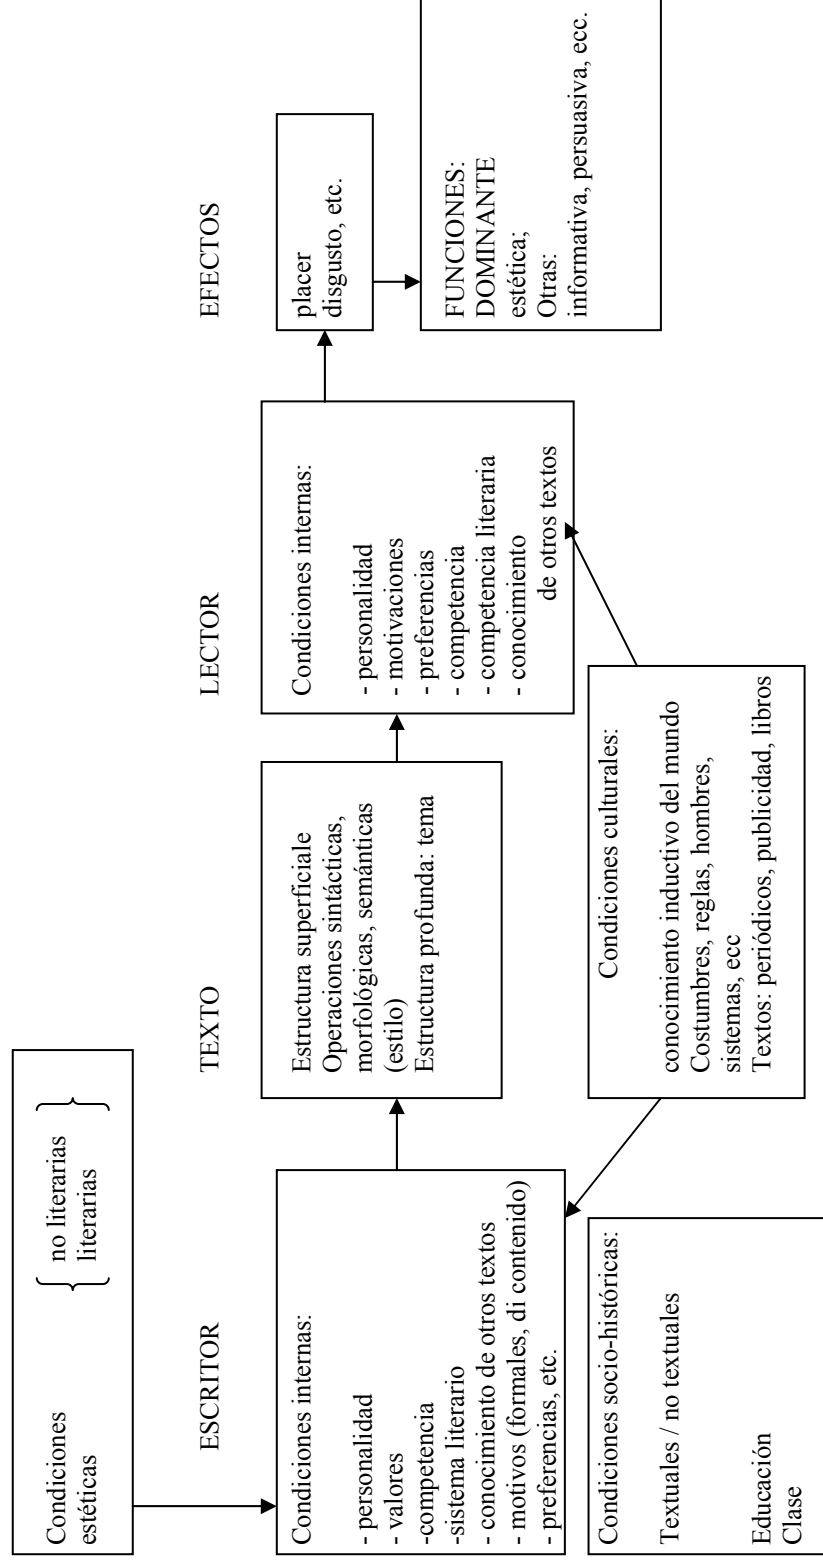 Condiciones
estéticas
no literarias
literarias
ESCRITOR
TEXTO
LECTOR
EFECTOS
Condiciones internas:
- personalidad
- valores
-competencia
-sistema literario
- conocimiento de otros textos
- motivos (formales, di contenido)
- preferencias, etc.
Estructura superficiale
Operaciones sintácticas,
morfológicas, semánticas
(estilo)
Estructura profunda: tema
Condiciones internas:
- personalidad
- motivaciones
- preferencias
- competencia
- competencia literaria
- conocimiento
de otros textos
placer
disgusto, etc.
FUNCIONES:
DOMINANTE
estética;
Otras:
informativa, persuasiva, ecc.
Condiciones socio-históricas:
Textuales / no textuales
Educación
Clase
Condiciones culturales:
conocimiento inductivo del mundo
Costumbres, reglas, hombres,
sistemas, ecc
Textos: periódicos, publicidad, libros